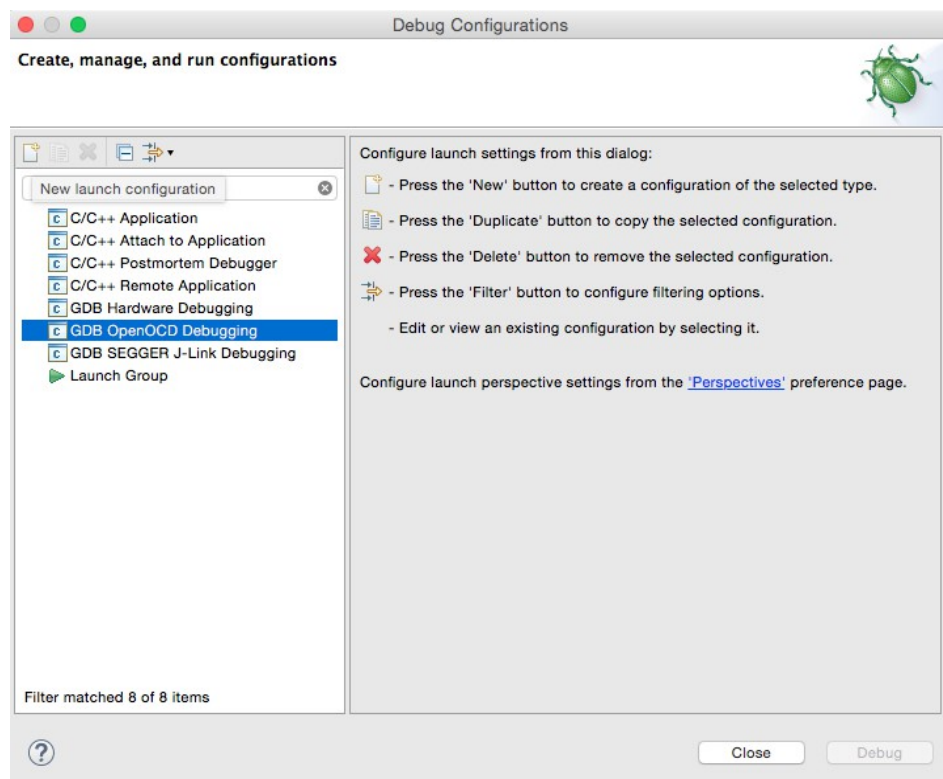 Debug Configurations
Create, manage, and run configurations
New launch configuration
C/C++ Application
C/C++ Attach to Application
C/C++ Postmortem Debugger
C/C++ Remote Application
GDB Hardware Debugging
GDB OpenOCD Debugging
GDB SEGGER J-Link Debugging
Launch Group
Filter matched 8 of 8 items
Configure launch settings from this dialog:
- Press the 'New' button to create a configuration of the selected type.
- Press the 'Duplicate' button to copy the selected configuration.
- Press the 'Delete' button to remove the selected configuration.
- Press the 'Filter' button to configure filtering options.
- Edit or view an existing configuration by selecting it.
Configure launch perspective settings from the 'Perspectives' preference page.
Close
Debug